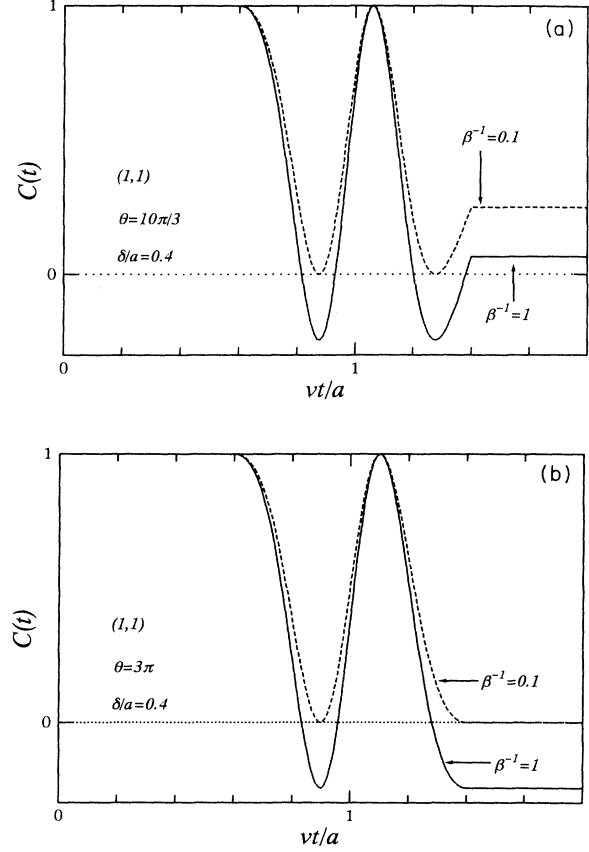 1
(a)
C(t)
β⁻¹=0.1
(1,1)
θ=10π/3
δ/a=0.4
0
β⁻¹=1
0
1
vt/a
1
(b)
C(t)
(1,1)
θ=3π
β⁻¹=0.1
δ/a=0.4
0
β⁻¹=1
0
1
vt/a